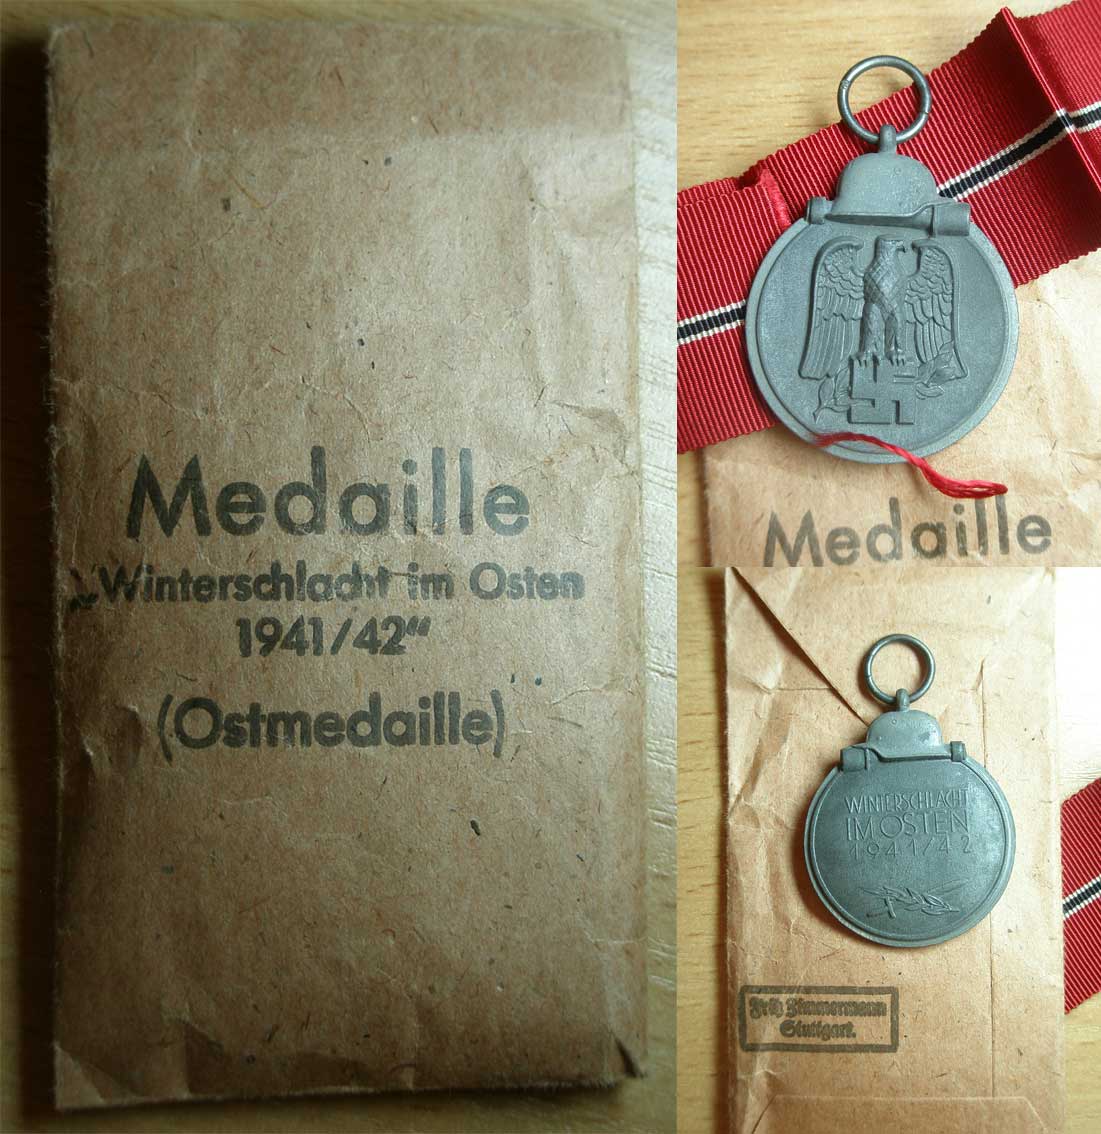 Medaille
„Winterschlacht im Osten
1941/42“
(Ostmedaille)
Medaille
WINTERSCHLACHT
IM OSTEN
1941/42
Fritz Zimmermann
Stuttgart.